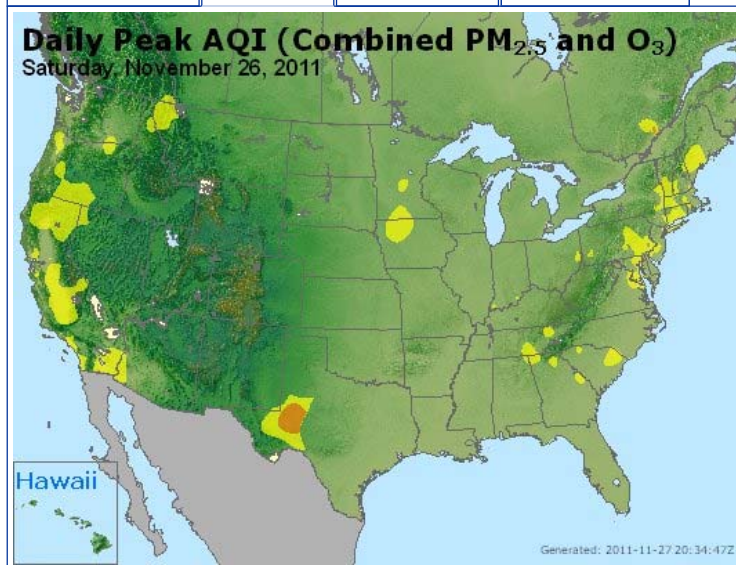 Daily Peak AQI (Combined PM2.5 and O3)
Saturday, November 26, 2011
Hawaii
Generated: 2011-11-27 20:34:47Z